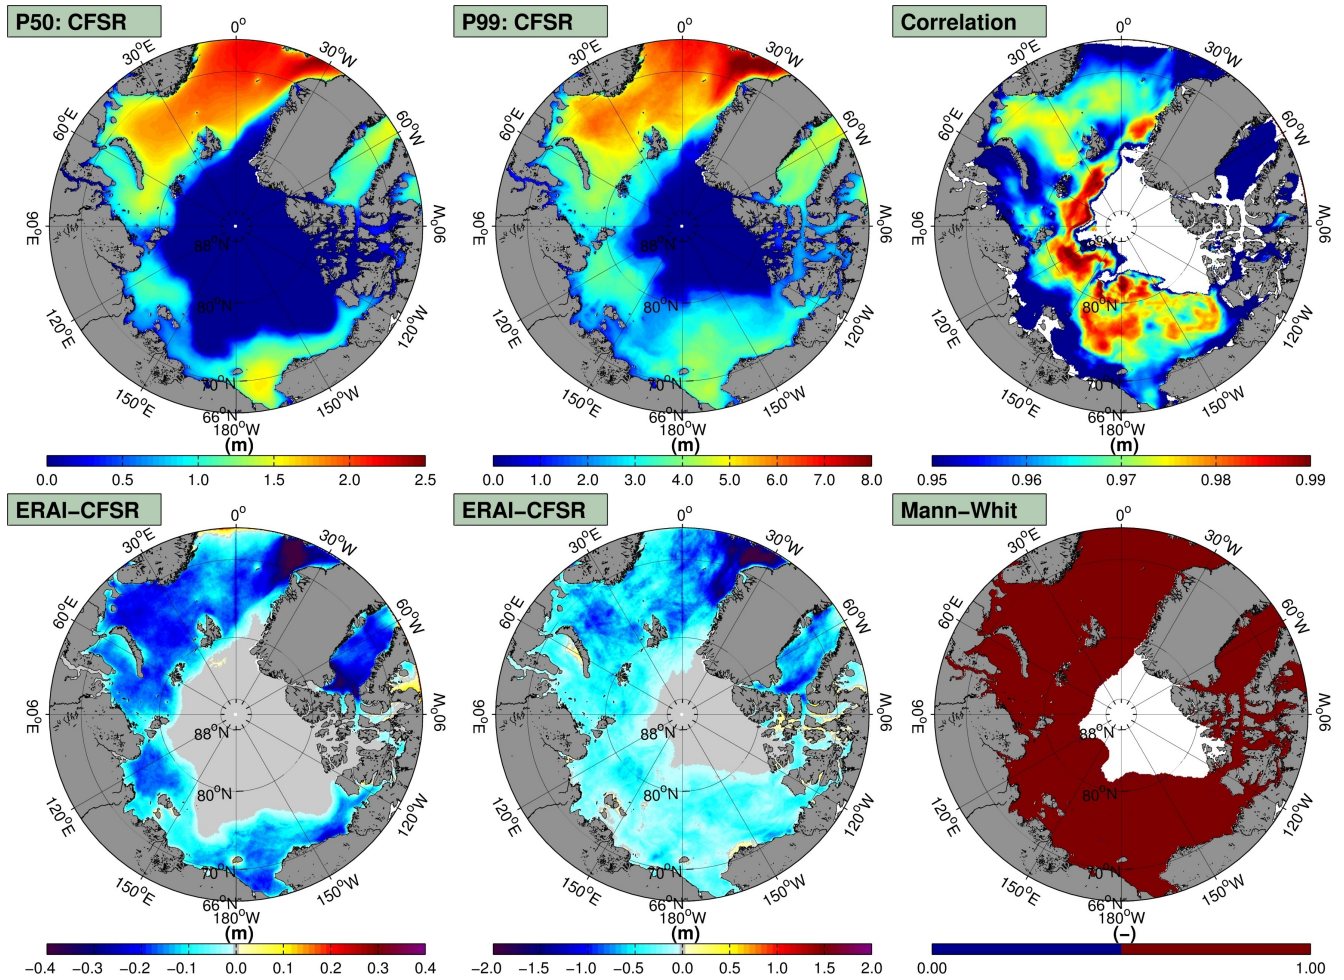 P50: CFSR
P99: CFSR
Correlation
0°
30°W
60°W
90°W
120°W
150°W
180°W
150°E
120°E
90°E
60°E
30°E
88°N
80°N
70°N
66°N
(m)
0.0 0.5 1.0 1.5 2.0 2.5
0°
30°W
60°W
90°W
120°W
150°W
180°W
150°E
120°E
90°E
60°E
30°E
88°N
80°N
70°N
66°N
(m)
0.0 1.0 2.0 3.0 4.0 5.0 6.0 7.0 8.0
0°
30°W
60°W
90°W
120°W
150°W
180°W
150°E
120°E
90°E
60°E
30°E
88°N
80°N
70°N
66°N
(m)
0.95 0.96 0.97 0.98 0.99
ERAI−CFSR
ERAI−CFSR
Mann−Whit
0°
30°W
60°W
90°W
120°W
150°W
180°W
150°E
120°E
90°E
60°E
30°E
88°N
80°N
70°N
66°N
(m)
−0.4 −0.3 −0.2 −0.1 0.0 0.1 0.2 0.3 0.4
0°
30°W
60°W
90°W
120°W
150°W
180°W
150°E
120°E
90°E
60°E
30°E
88°N
80°N
70°N
66°N
(m)
−2.0 −1.5 −1.0 −0.5 0.0 0.5 1.0 1.5 2.0
0°
30°W
60°W
90°W
120°W
150°W
180°W
150°E
120°E
90°E
60°E
30°E
88°N
80°N
70°N
66°N
(−)
0.00 1.00